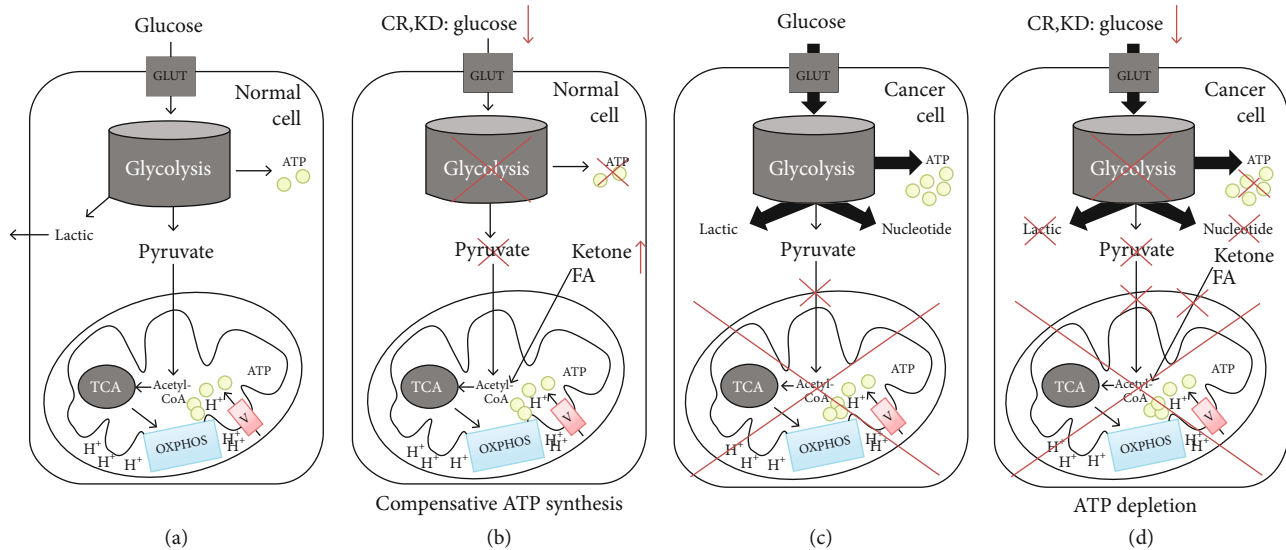 Glucose
GLUT
Normal
cell
Glycolysis
ATP
Lactic
Pyruvate
TCA
Acetyl-
CoA
ATP
H+
V
OXPHOS
H+
H+
H+
H+
H+
(a)
CR,KD: glucose
GLUT
Normal
cell
Glycolysis
ATP
Pyruvate
Ketone
FA
TCA
Acetyl-
CoA
ATP
H+
V
OXPHOS
H+
H+
H+
H+
H+
Compensative ATP synthesis
(b)
Glucose
GLUT
Cancer
cell
Glycolysis
ATP
Lactic
Nucleotide
Pyruvate
TCA
Acetyl-
CoA
ATP
H+
V
OXPHOS
H+
H+
H+
H+
H+
(c)
CR,KD: glucose
GLUT
Cancer
cell
Glycolysis
ATP
Lactic
Nucleotide
Pyruvate
Ketone
FA
TCA
Acetyl-
CoA
ATP
H+
V
OXPHOS
H+
H+
H+
H+
H+
ATP depletion
(d)